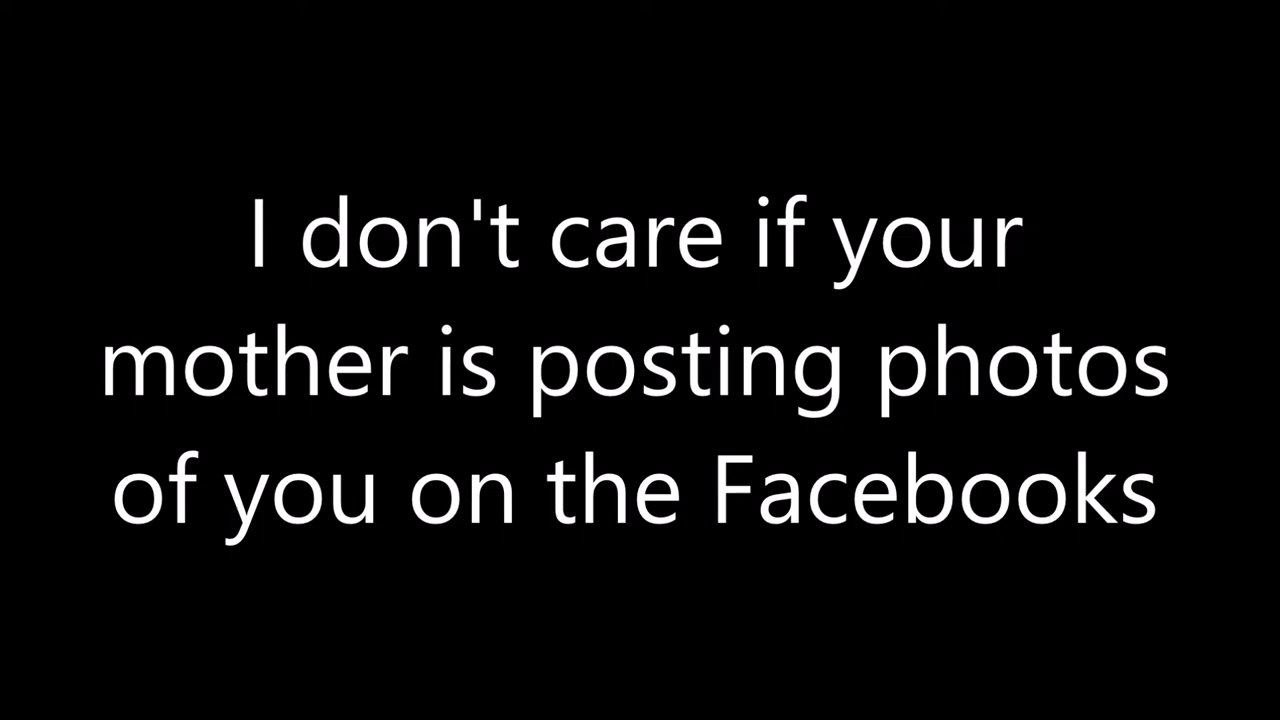 I don't care if your
mother is posting photos
of you on the Facebooks